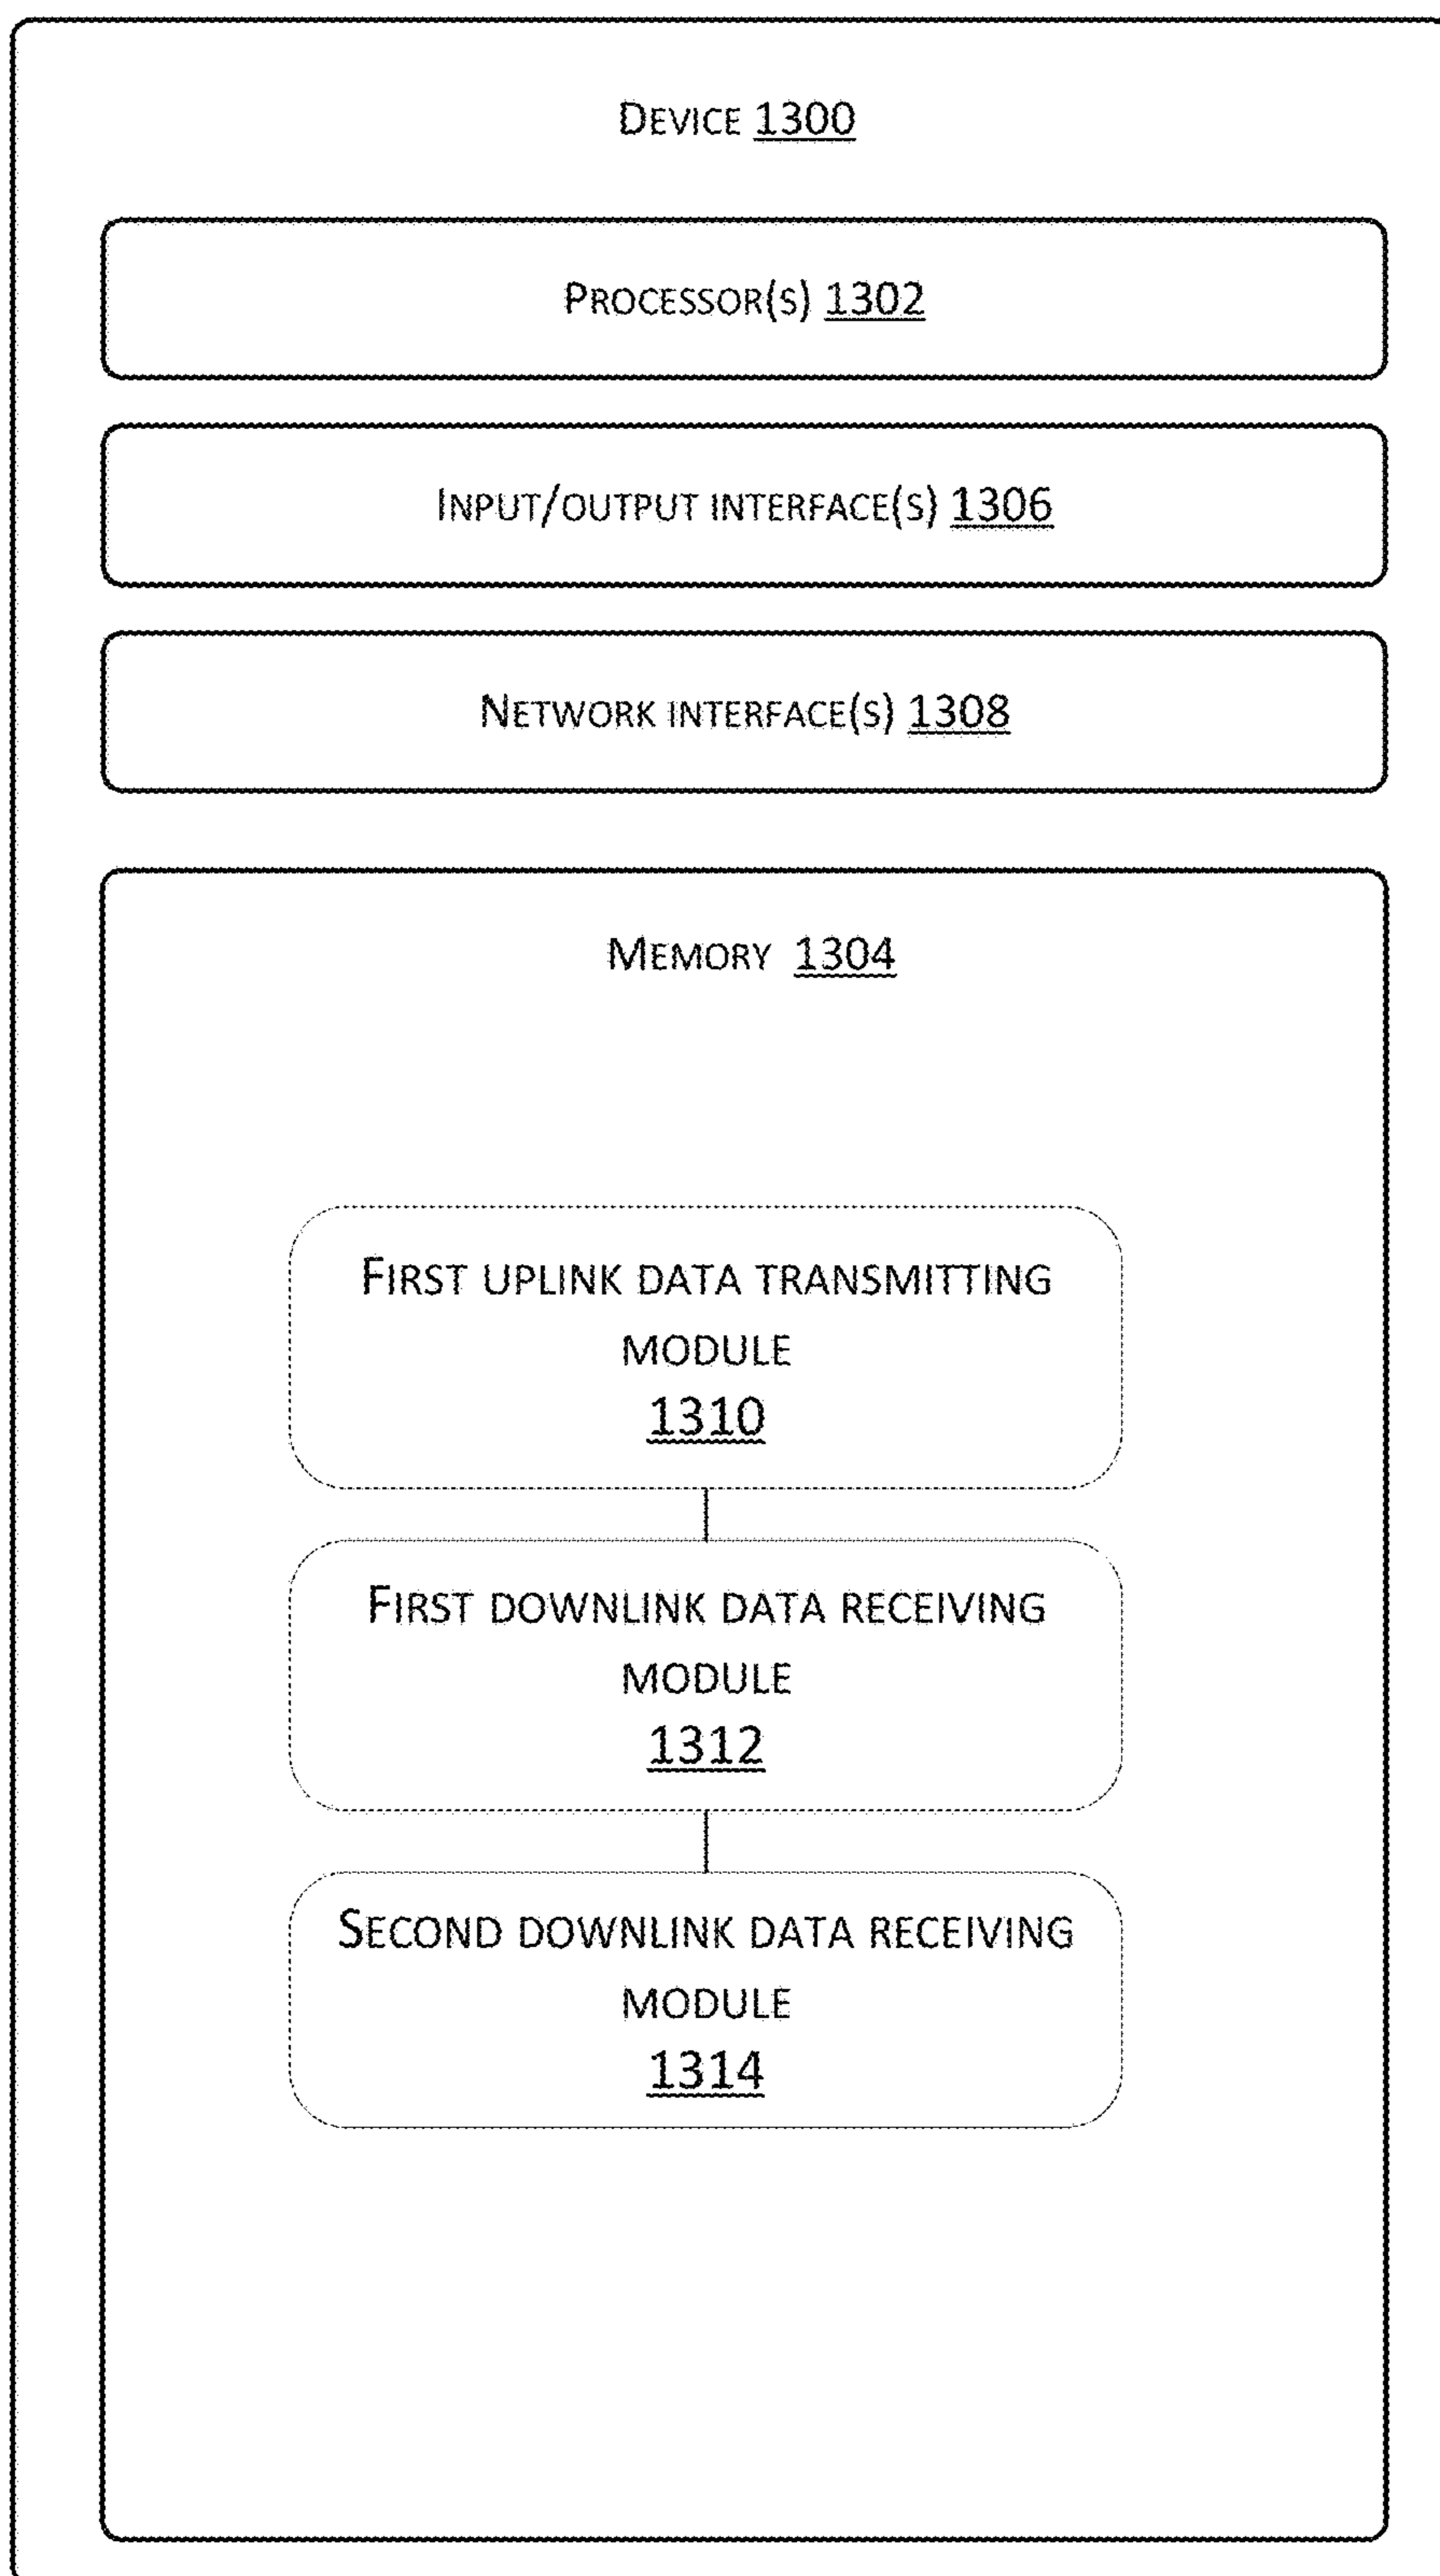 Device 1300
Processor(s) 1302
Input/output interface(s) 1306
Network interface(s) 1308
Memory 1304
First uplink data transmitting
module
1310
First downlink data receiving
module
1312
Second downlink data receiving
module
1314